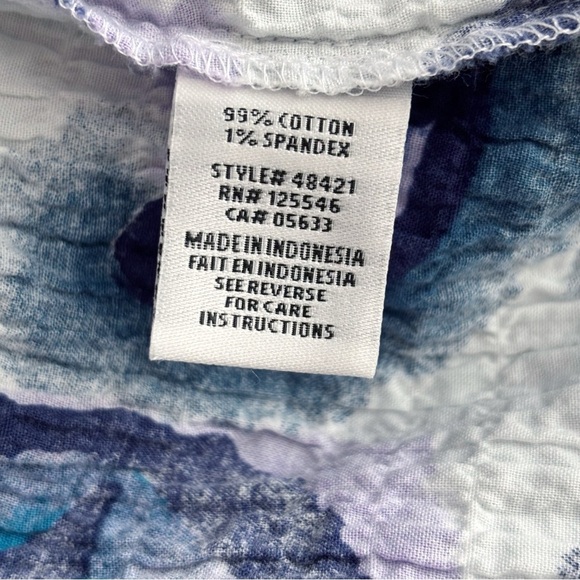 99% COTTON
1% SPANDEX
STYLE# 48421
RN# 125546
CA# 05633
MADE IN INDONESIA
FAIT EN INDONESIA
SEE REVERSE
FOR CARE
INSTRUCTIONS